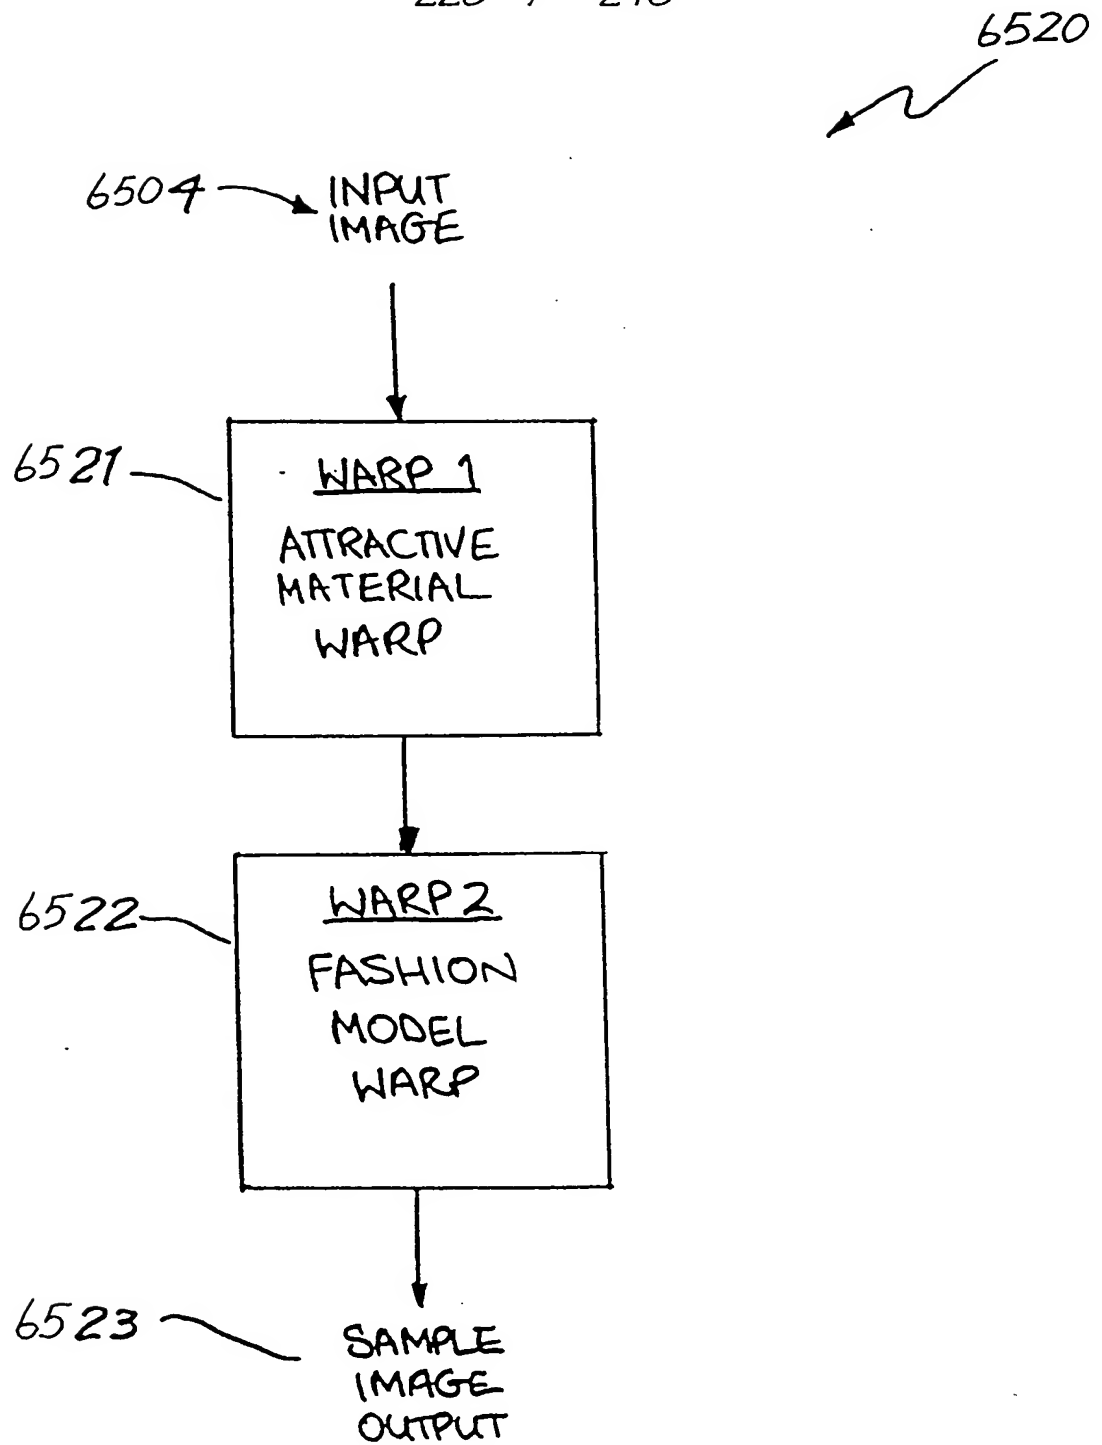 6520
6504
INPUT
IMAGE
6521
WARP 1
ATTRACTIVE
MATERIAL
WARP
6522
WARP 2
FASHION
MODEL
WARP
6523
SAMPLE
IMAGE
OUTPUT